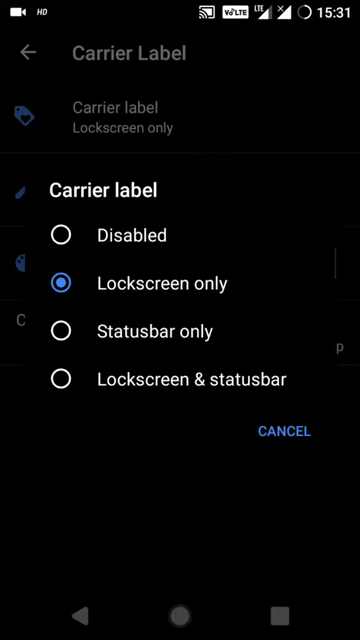 HD VoLTE LTE 15:31
Carrier Label
Carrier label
Lockscreen only
Carrier label
Disabled
Lockscreen only
Statusbar only
Lockscreen & statusbar
C
p
CANCEL